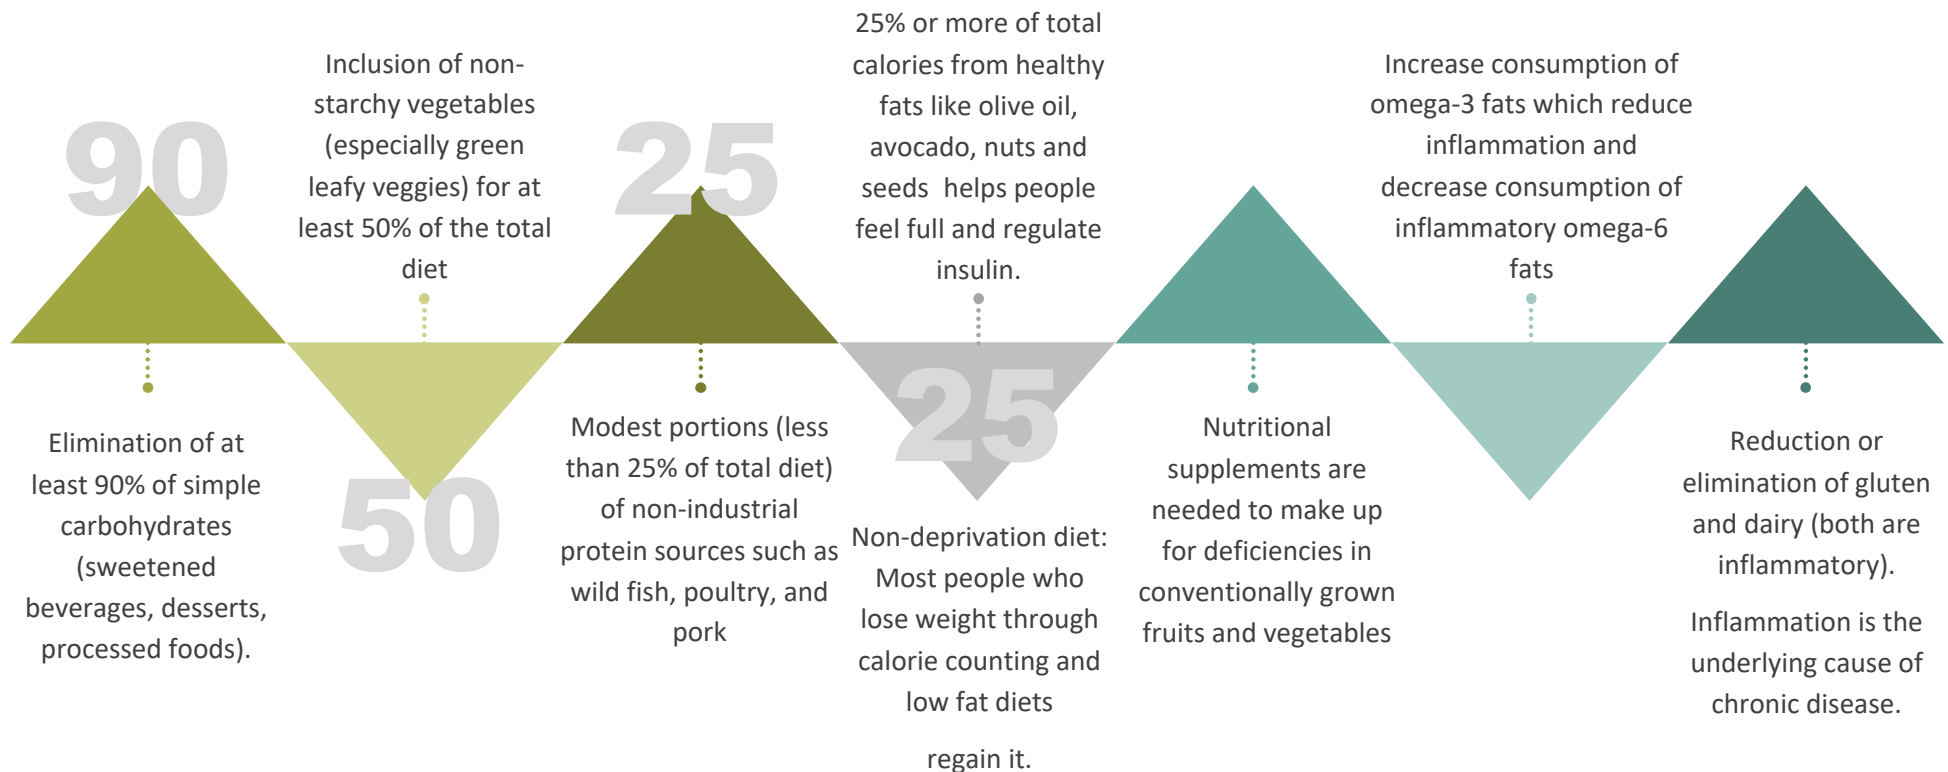 90
Elimination of at
least 90% of simple
carbohydrates
(sweetened
beverages, desserts,
processed foods).
Inclusion of non-
starchy vegetables
(especially green
leafy veggies) for at
least 50% of the total
diet
50
25
Modest portions (less
than 25% of total diet)
of non-industrial
protein sources such as
wild fish, poultry, and
pork
25% or more of total
calories from healthy
fats like olive oil,
avocado, nuts and
seeds helps people
feel full and regulate
insulin.
25
Non-deprivation diet:
Most people who
lose weight through
calorie counting and
low fat diets
regain it.
Nutritional
supplements are
needed to make up
for deficiencies in
conventionally grown
fruits and vegetables
Increase consumption of
omega-3 fats which reduce
inflammation and
decrease consumption of
inflammatory omega-6
fats
Reduction or
elimination of gluten
and dairy (both are
inflammatory).
Inflammation is the
underlying cause of
chronic disease.